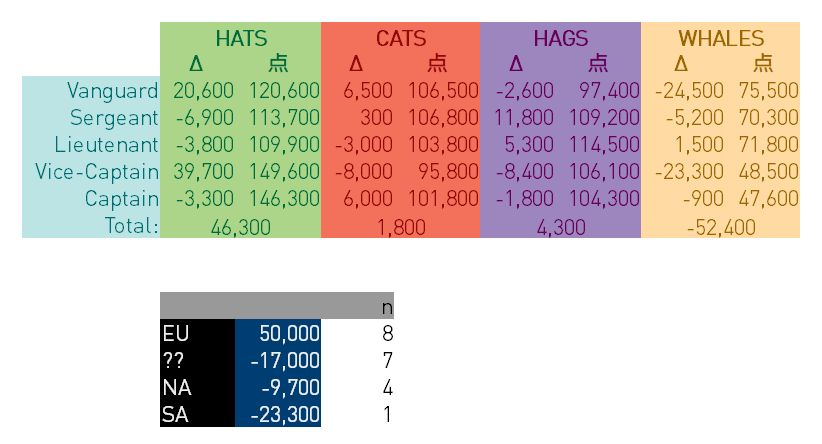 HATS CATS HAGS WHALES
Δ 点 Δ 点 Δ 点 Δ 点
Vanguard 20,600 120,600 6,500 106,500 -2,600 97,400 -24,500 75,500
Sergeant -6,900 113,700 300 106,800 11,800 109,200 -5,200 70,300
Lieutenant -3,800 109,900 -3,000 103,800 5,300 114,500 1,500 71,800
Vice-Captain 39,700 149,600 -8,000 95,800 -8,400 106,100 -23,300 48,500
Captain -3,300 146,300 6,000 101,800 -1,800 104,300 -900 47,600
Total: 46,300 1,800 4,300 -52,400
n
EU 50,000 8
?? -17,000 7
NA -9,700 4
SA -23,300 1